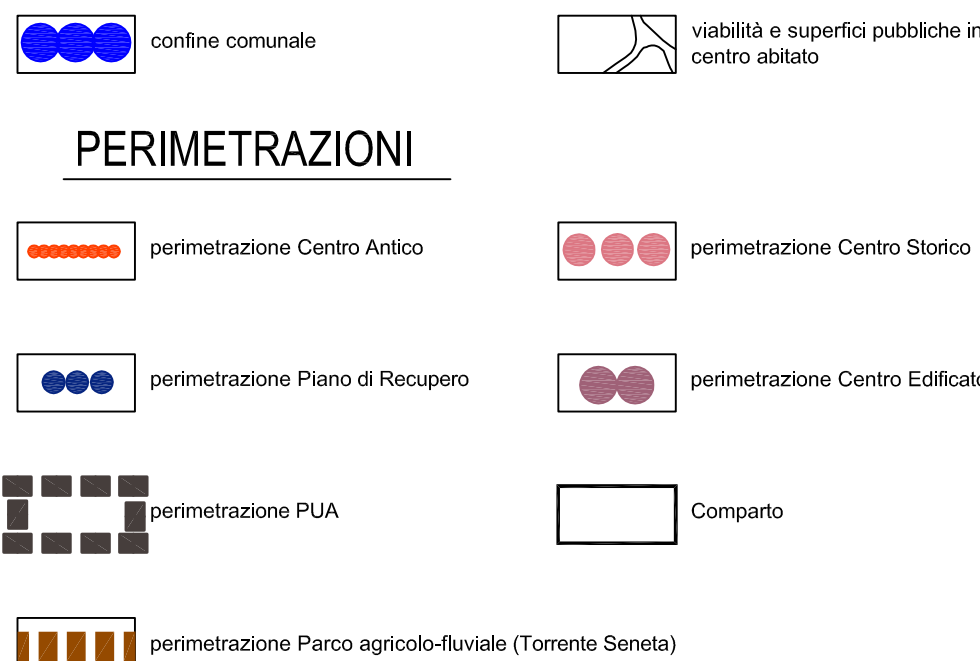 confine comunale
viabilità e superfici pubbliche in
centro abitato
PERIMETRAZIONI
perimetrazione Centro Antico
perimetrazione Centro Storico
perimetrazione Piano di Recupero
perimetrazione Centro Edificato
perimetrazione PUA
Comparto
perimetrazione Parco agricolo-fluviale (Torrente Seneta)